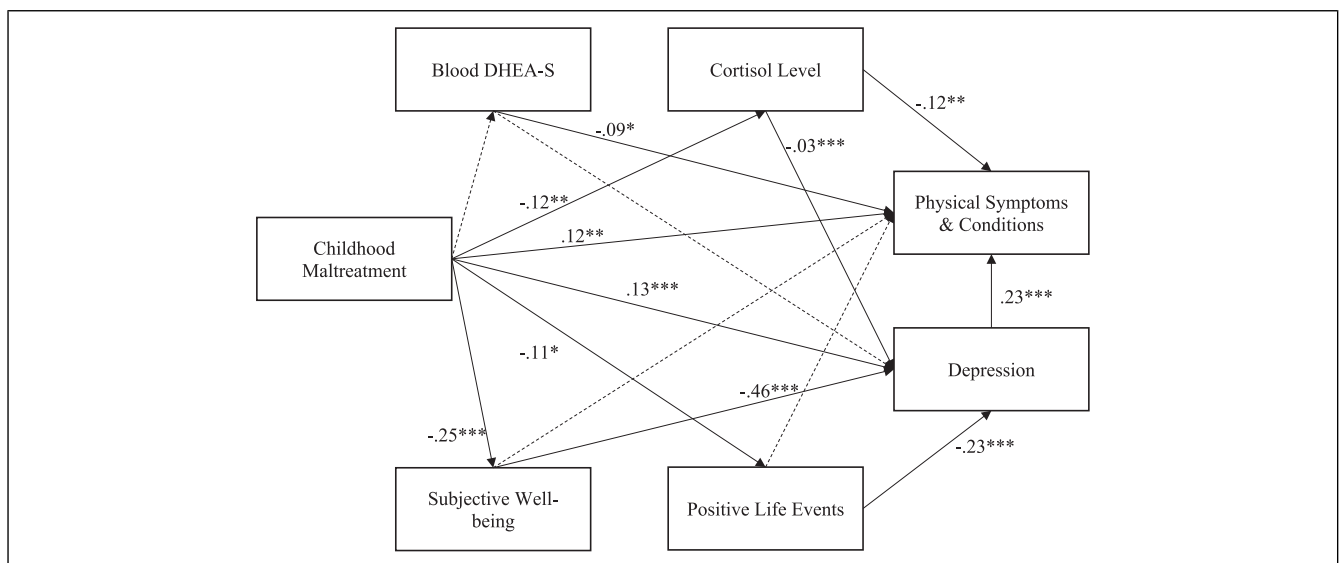 Blood DHEA-S
Cortisol Level
-.12**
-.09*
-.03***
Physical Symptoms
& Conditions
-.12**
Childhood
Maltreatment
.12**
.13***
.23***
-.11*
Depression
-.46***
-.25***
-.23***
Subjective Well-
being
Positive Life Events